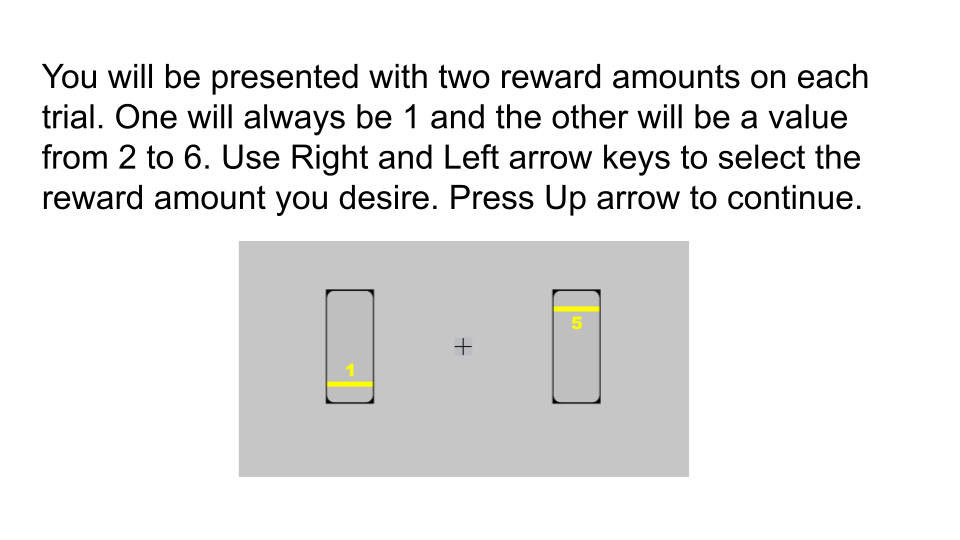 You will be presented with two reward amounts on each
trial. One will always be 1 and the other will be a value
from 2 to 6. Use Right and Left arrow keys to select the
reward amount you desire. Press Up arrow to continue.
5
1